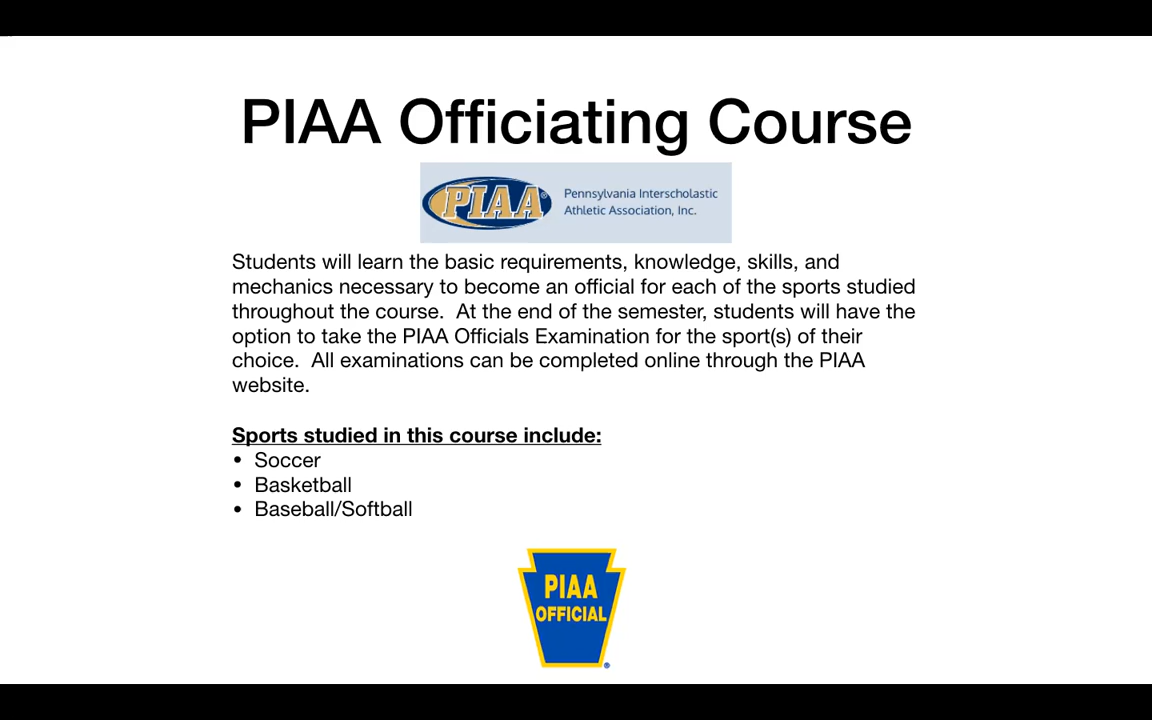 PIAA Officiating Course
PIAA®
Pennsylvania Interscholastic
Athletic Association, Inc.
Students will learn the basic requirements, knowledge, skills, and
mechanics necessary to become an official for each of the sports studied
throughout the course.  At the end of the semester, students will have the
option to take the PIAA Officials Examination for the sport(s) of their
choice.  All examinations can be completed online through the PIAA
website.
Sports studied in this course include:
• Soccer
• Basketball
• Baseball/Softball
PIAA
OFFICIAL
®